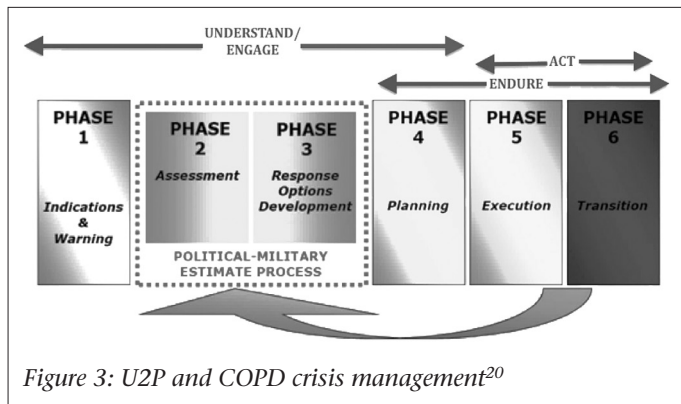 UNDERSTAND/
ENGAGE
ACT
ENDURE
PHASE
1
Indications
&
Warning
PHASE
2
Assessment
PHASE
3
Response
Options
Development
POLITICAL-MILITARY
ESTIMATE PROCESS
PHASE
4
Planning
PHASE
5
Execution
PHASE
6
Transition
Figure 3: U2P and COPD crisis management²⁰